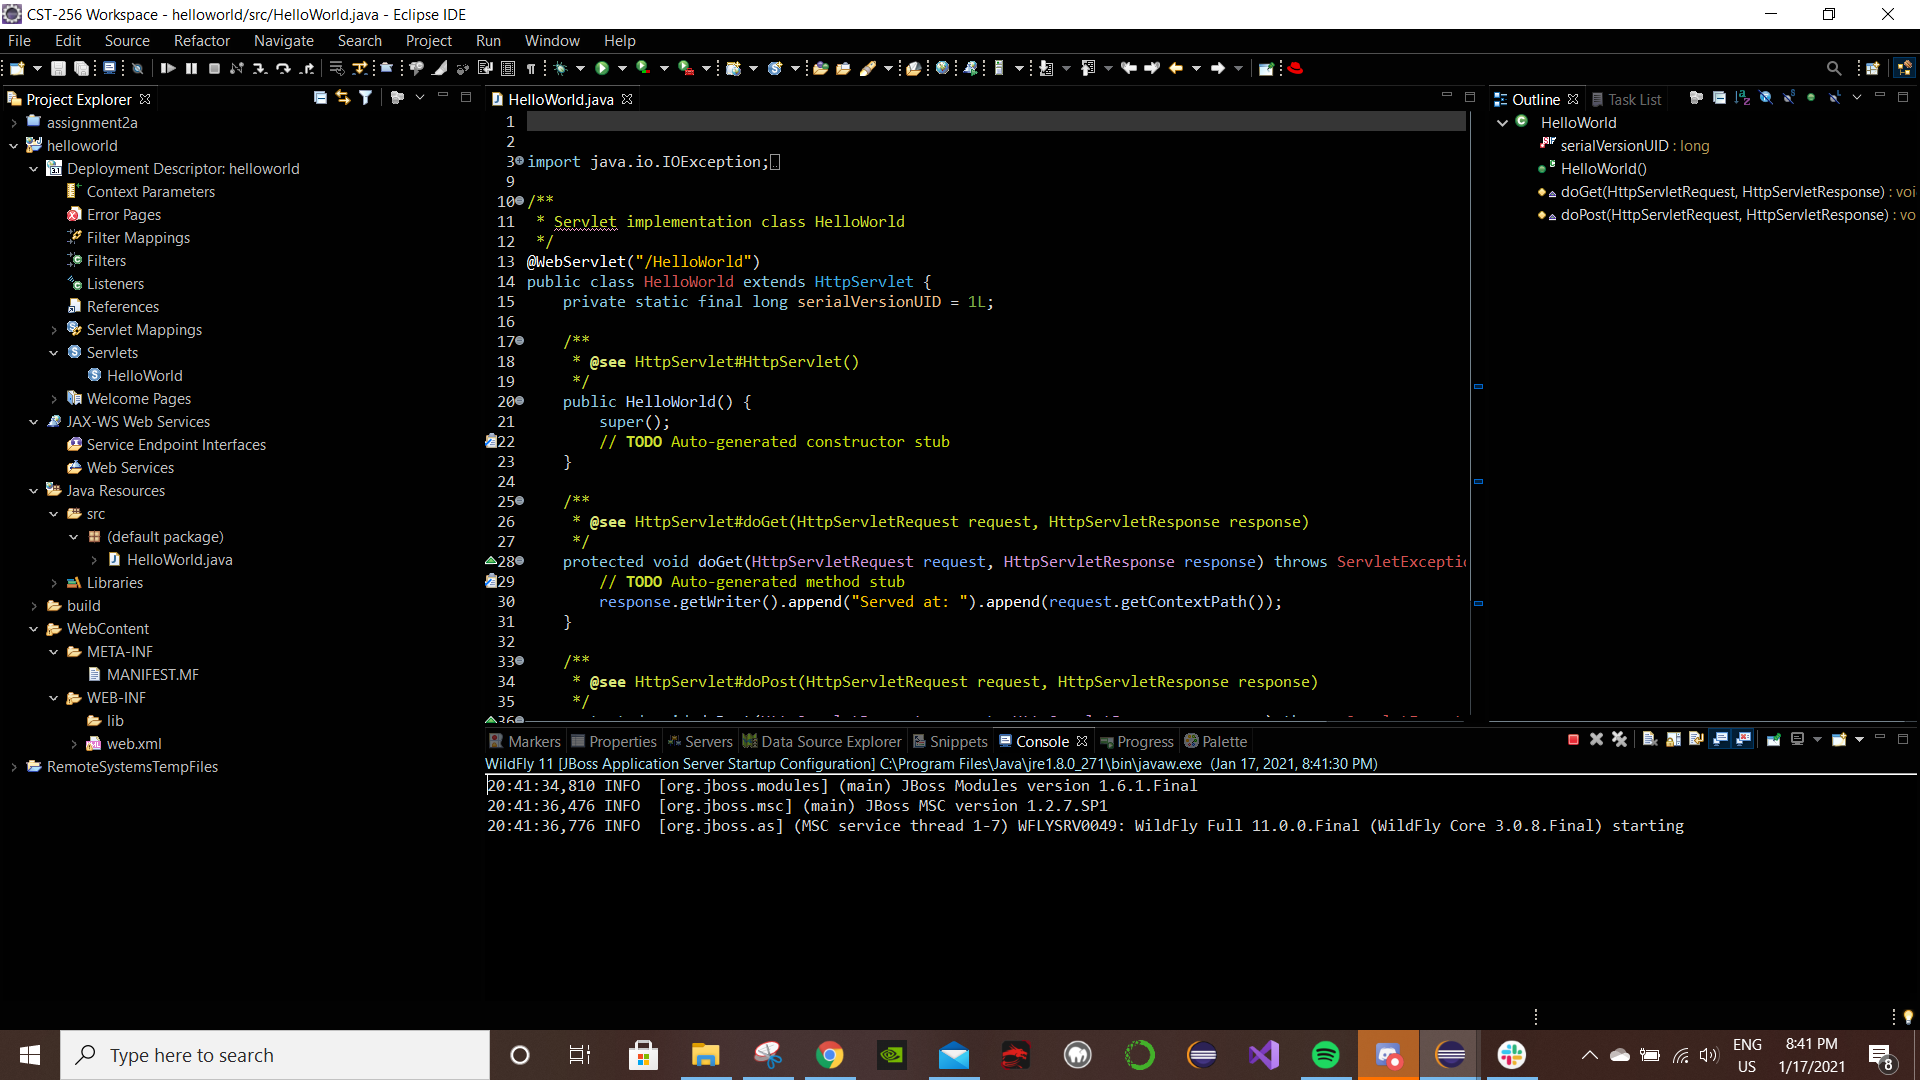 CST-256 Workspace - helloworld/src/HelloWorld.java - Eclipse IDE
File Edit Source Refactor Navigate Search Project Run Window Help
Project Explorer
assignment2a
helloworld
Deployment Descriptor: helloworld
Context Parameters
Error Pages
Filter Mappings
Filters
Listeners
References
Servlet Mappings
Servlets
HelloWorld
Welcome Pages
JAX-WS Web Services
Service Endpoint Interfaces
Web Services
Java Resources
src
(default package)
HelloWorld.java
Libraries
build
WebContent
META-INF
MANIFEST.MF
WEB-INF
lib
web.xml
RemoteSystemsTempFiles
HelloWorld.java
1
2
3 import java.io.IOException;
9
10 /**
11 * Servlet implementation class HelloWorld
12 */
13 @WebServlet("/HelloWorld")
14 public class HelloWorld extends HttpServlet {
15 private static final long serialVersionUID = 1L;
16
17 /**
18 * @see HttpServlet#HttpServlet()
19 */
20 public HelloWorld() {
21 super();
22 // TODO Auto-generated constructor stub
23 }
24
25 /**
26 * @see HttpServlet#doGet(HttpServletRequest request, HttpServletResponse response)
27 */
28 protected void doGet(HttpServletRequest request, HttpServletResponse response) throws ServletExceptio
29 // TODO Auto-generated method stub
30 response.getWriter().append("Served at: ").append(request.getContextPath());
31 }
32
33 /**
34 * @see HttpServlet#doPost(HttpServletRequest request, HttpServletResponse response)
35 */
36
Outline Task List
HelloWorld
serialVersionUID : long
HelloWorld()
doGet(HttpServletRequest, HttpServletResponse) : voi
doPost(HttpServletRequest, HttpServletResponse) : vo
Markers Properties Servers Data Source Explorer Snippets Console Progress Palette
WildFly 11 [JBoss Application Server Startup Configuration] C:\Program Files\Java\jre1.8.0_271\bin\javaw.exe (Jan 17, 2021, 8:41:30 PM)
20:41:34,810 INFO [org.jboss.modules] (main) JBoss Modules version 1.6.1.Final
20:41:36,476 INFO [org.jboss.msc] (main) JBoss MSC version 1.2.7.SP1
20:41:36,776 INFO [org.jboss.as] (MSC service thread 1-7) WFLYSRV0049: WildFly Full 11.0.0.Final (WildFly Core 3.0.8.Final) starting
Type here to search
ENG
US
8:41 PM
1/17/2021
8